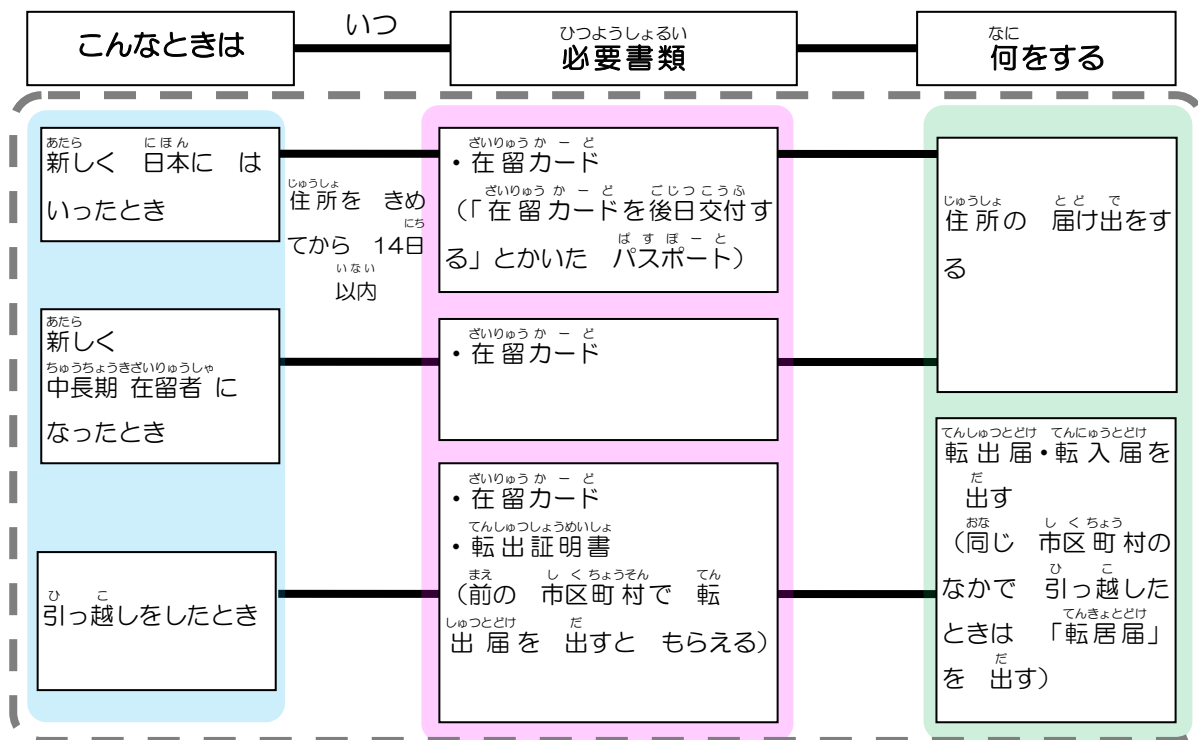 こんなときは
いつ
ひつようしょるい
必要書類
なに
何をする
あたら にほん
新しく 日本に は
いったとき
じゅうしょ
住所を きめ
にち
てから 14日
いない
以内
ざいりゅうかーど
・在留カード
ざいりゅうかーど ごじつこうふ
（「在留カードを後日交付す
ぱすぽーと
る」とかいた パスポート）
じゅうしょ とどで
住所の 届け出をす
る
あたら
新しく
ちゅうちょうきざいりゅうしゃ
中長期 在留者 に
なったとき
ざいりゅうかーど
・在留カード
ひ こ
引っ越しをしたとき
ざいりゅうかーど
・在留カード
てんしゅつしょうめいしょ
・転出証明書
まえ しくちょうそん てん
（前の 市区町村で 転
しゅつとどけ だ
出届を 出すと もらえる）
てんしゅつとどけ てんにゅうとどけ
転出届・転入届を
だ
出す
おな しくちょう
（同じ 市区町村の
ひ こ
なかで 引っ越した
てんきょとどけ
ときは 「転居届」
だ
を 出す）